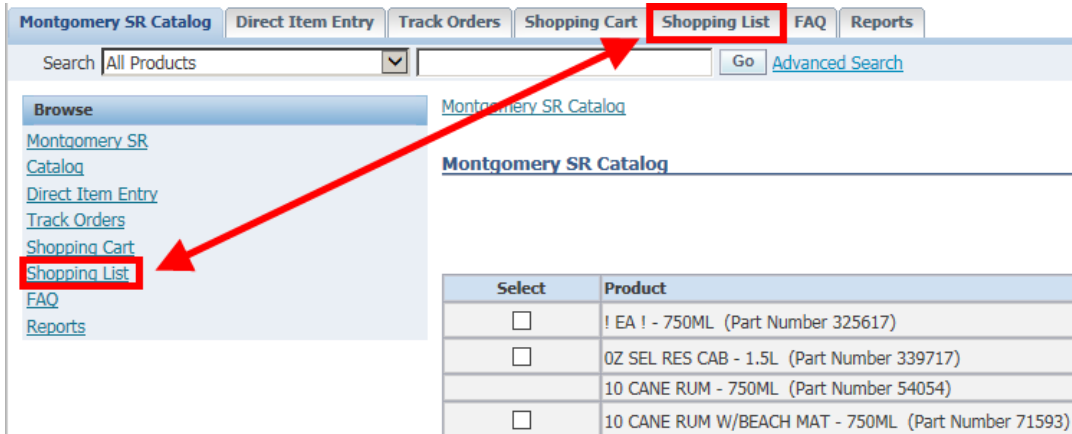 Montgomery SR Catalog Direct Item Entry Track Orders Shopping Cart Shopping List FAQ Reports
Search All Products Go Advanced Search
Browse
Montgomery SR
Catalog
Direct Item Entry
Track Orders
Shopping Cart
Shopping List
FAQ
Reports
Montgomery SR Catalog
Montgomery SR Catalog
Select Product
! EA ! - 750ML (Part Number 325617)
0Z SEL RES CAB - 1.5L (Part Number 339717)
10 CANE RUM - 750ML (Part Number 54054)
10 CANE RUM W/BEACH MAT - 750ML (Part Number 71593)